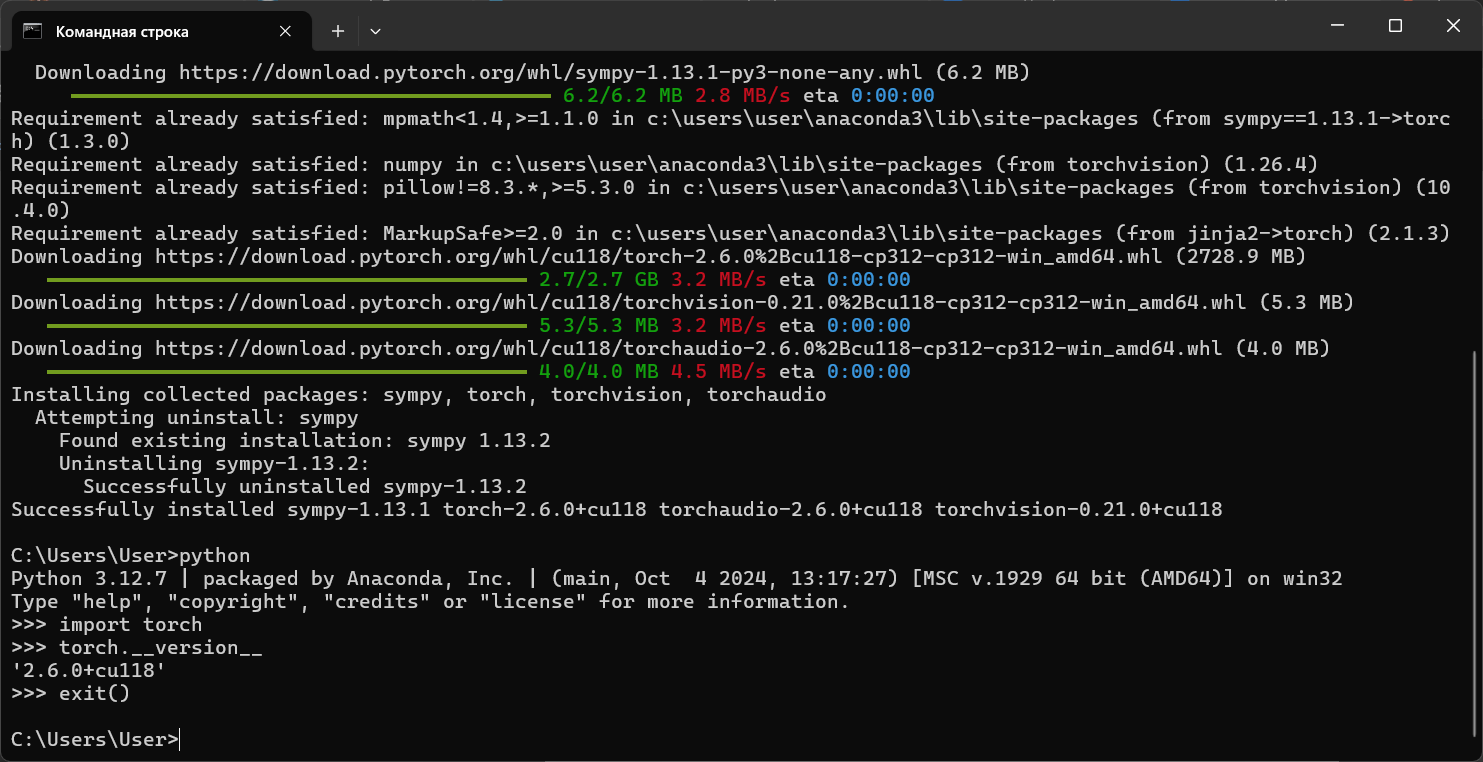 Командная строка
Downloading https://download.pytorch.org/whl/sympy-1.13.1-py3-none-any.whl (6.2 MB)
6.2/6.2 MB 2.8 MB/s eta 0:00:00
Requirement already satisfied: mpmath<1.4,>=1.1.0 in c:\users\user\anaconda3\lib\site-packages (from sympy==1.13.1->torc
h) (1.3.0)
Requirement already satisfied: numpy in c:\users\user\anaconda3\lib\site-packages (from torchvision) (1.26.4)
Requirement already satisfied: pillow!=8.3.*,>=5.3.0 in c:\users\user\anaconda3\lib\site-packages (from torchvision) (10
.4.0)
Requirement already satisfied: MarkupSafe>=2.0 in c:\users\user\anaconda3\lib\site-packages (from jinja2->torch) (2.1.3)
Downloading https://download.pytorch.org/whl/cu118/torch-2.6.0%2Bcu118-cp312-cp312-win_amd64.whl (2728.9 MB)
2.7/2.7 GB 3.2 MB/s eta 0:00:00
Downloading https://download.pytorch.org/whl/cu118/torchvision-0.21.0%2Bcu118-cp312-cp312-win_amd64.whl (5.3 MB)
5.3/5.3 MB 3.2 MB/s eta 0:00:00
Downloading https://download.pytorch.org/whl/cu118/torchaudio-2.6.0%2Bcu118-cp312-cp312-win_amd64.whl (4.0 MB)
4.0/4.0 MB 4.5 MB/s eta 0:00:00
Installing collected packages: sympy, torch, torchvision, torchaudio
Attempting uninstall: sympy
Found existing installation: sympy 1.13.2
Uninstalling sympy-1.13.2:
Successfully uninstalled sympy-1.13.2
Successfully installed sympy-1.13.1 torch-2.6.0+cu118 torchaudio-2.6.0+cu118 torchvision-0.21.0+cu118
C:\Users\User>python
Python 3.12.7 | packaged by Anaconda, Inc. | (main, Oct  4 2024, 13:17:27) [MSC v.1929 64 bit (AMD64)] on win32
Type "help", "copyright", "credits" or "license" for more information.
>>> import torch
>>> torch.__version__
'2.6.0+cu118'
>>> exit()
C:\Users\User>